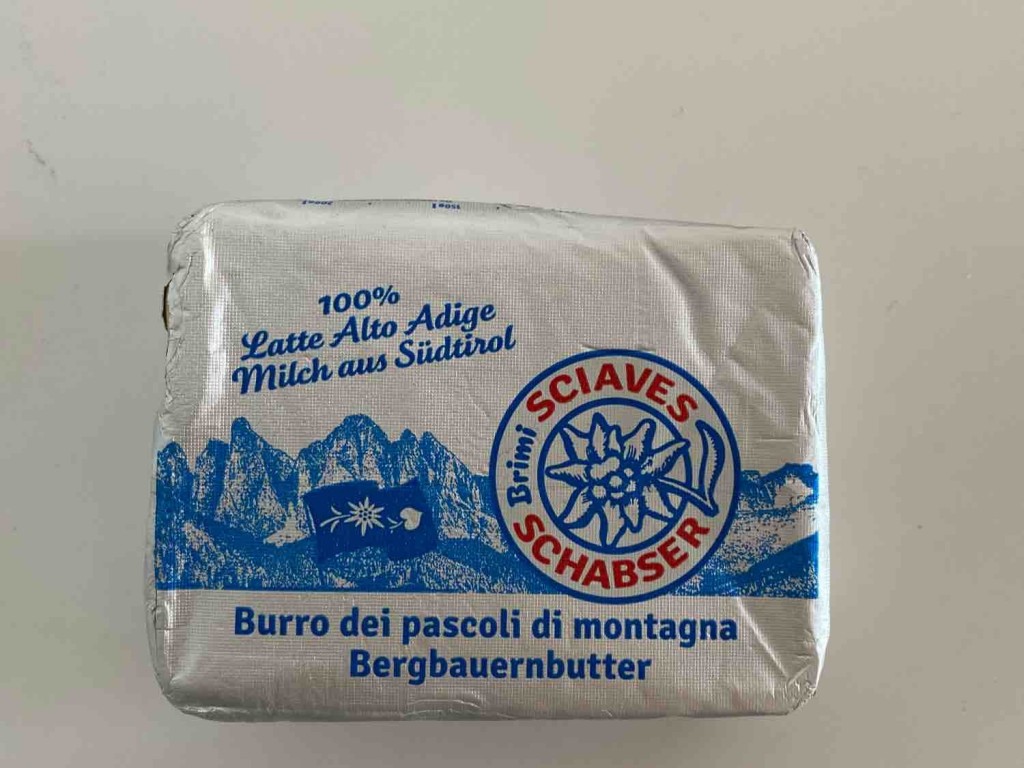 100%
Latte Alto Adige
Milch aus Südtirol
SCIAVES
Brimi
SCHABSER
Burro dei pascoli di montagna
Bergbauernbutter